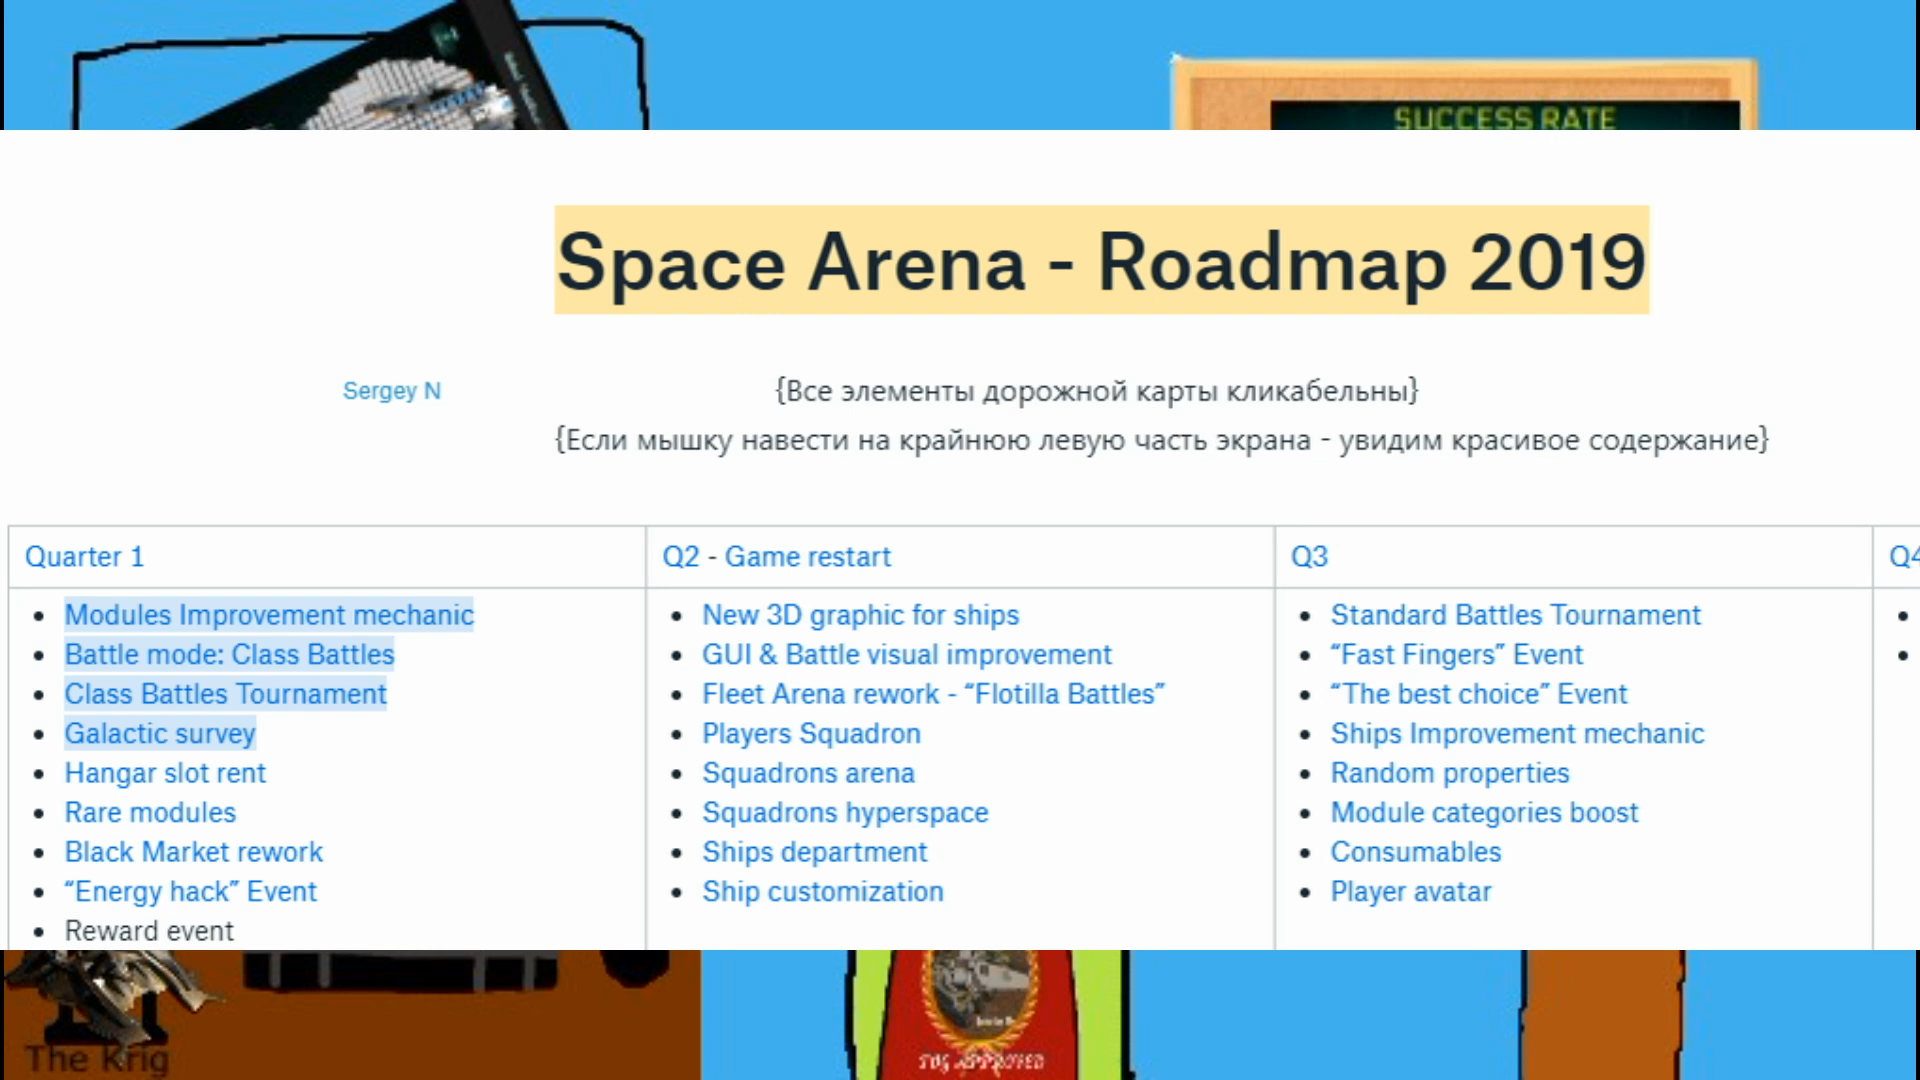 SUCCESS RATE
Space Arena - Roadmap 2019
Sergey N
{Все элементы дорожной карты кликабельны}
{Если мышку навести на крайнюю левую часть экрана - увидим красивое содержание}
Quarter 1
Modules Improvement mechanic
Battle mode: Class Battles
Class Battles Tournament
Galactic survey
Hangar slot rent
Rare modules
Black Market rework
“Energy hack” Event
Reward event
Q2 - Game restart
New 3D graphic for ships
GUI & Battle visual improvement
Fleet Arena rework - “Flotilla Battles”
Players Squadron
Squadrons arena
Squadrons hyperspace
Ships department
Ship customization
Q3
Standard Battles Tournament
“Fast Fingers” Event
“The best choice” Event
Ships Improvement mechanic
Random properties
Module categories boost
Consumables
Player avatar
Q4
The Krig
APPROVED